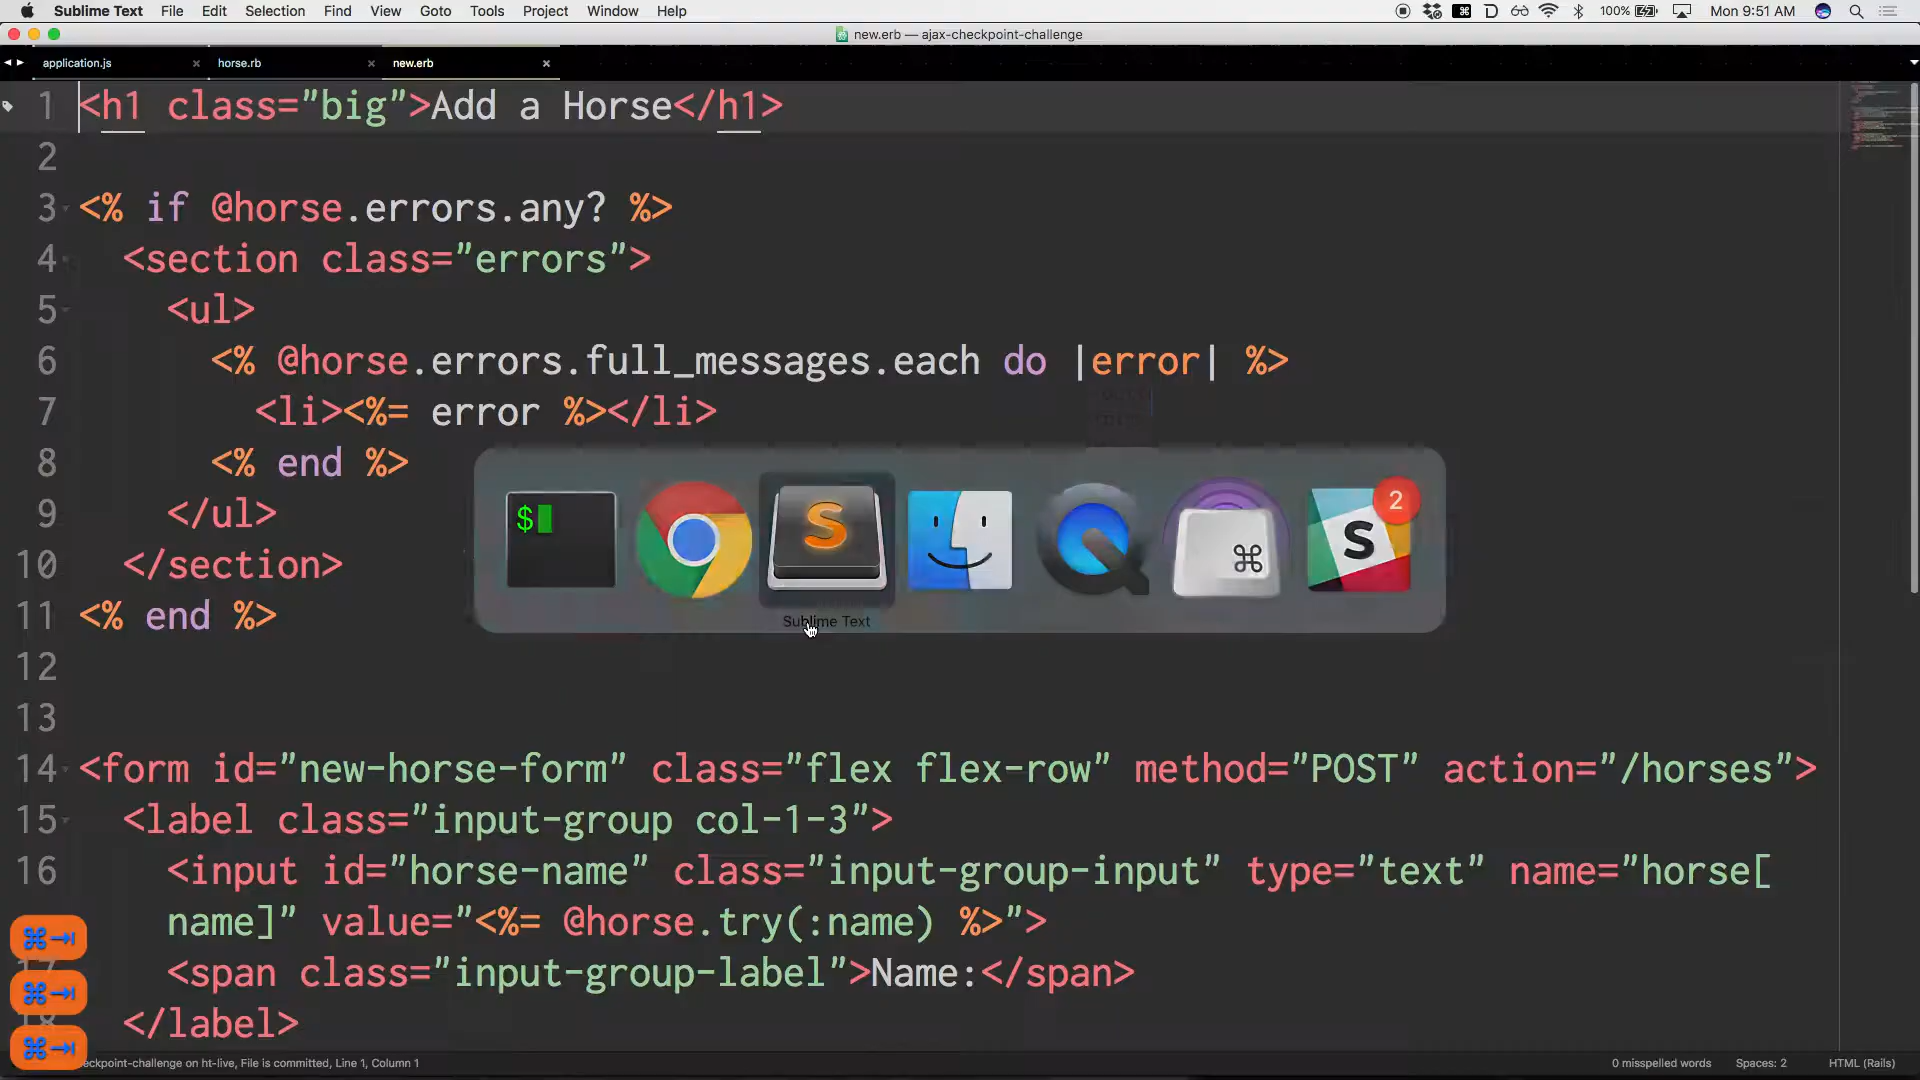 Sublime Text File Edit Selection Find View Goto Tools Project Window Help 100% Mon 9:51 AM
new.erb — ajax-checkpoint-challenge
application.js × horse.rb × new.erb ×
1 <h1 class="big">Add a Horse</h1>
2
3 <% if @horse.errors.any? %>
4 <section class="errors">
5 <ul>
6 <% @horse.errors.full_messages.each do |error| %>
7 <li><%= error %></li>
8 <% end %>
9 </ul>
10 </section>
11 <% end %>
12
13
14 <form id="new-horse-form" class="flex flex-row" method="POST" action="/horses">
15 <label class="input-group col-1-3">
16 <input id="horse-name" class="input-group-input" type="text" name="horse[
name]" value="<%= @horse.try(:name) %>">
<span class="input-group-label">Name:</span>
</label>
$
S
⌘
S
2
Sublime Text
⌘⇥
⌘⇥
⌘⇥
eckpoint-challenge on ht-live, File is committed, Line 1, Column 1 0 misspelled words Spaces: 2 HTML (Rails)